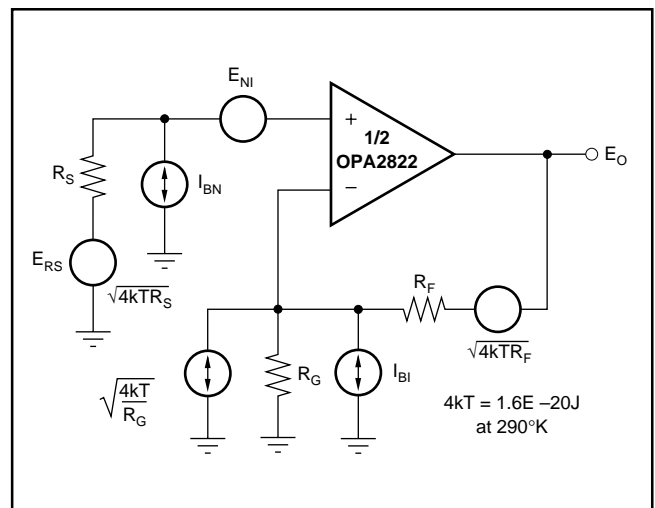 E_NI
+
1/2
OPA2822
−
E_O
R_S
I_BN
E_RS
√4kTR_S
R_F
√4kTR_F
√4kT/R_G
R_G
I_BI
4kT = 1.6E –20J
at 290°K